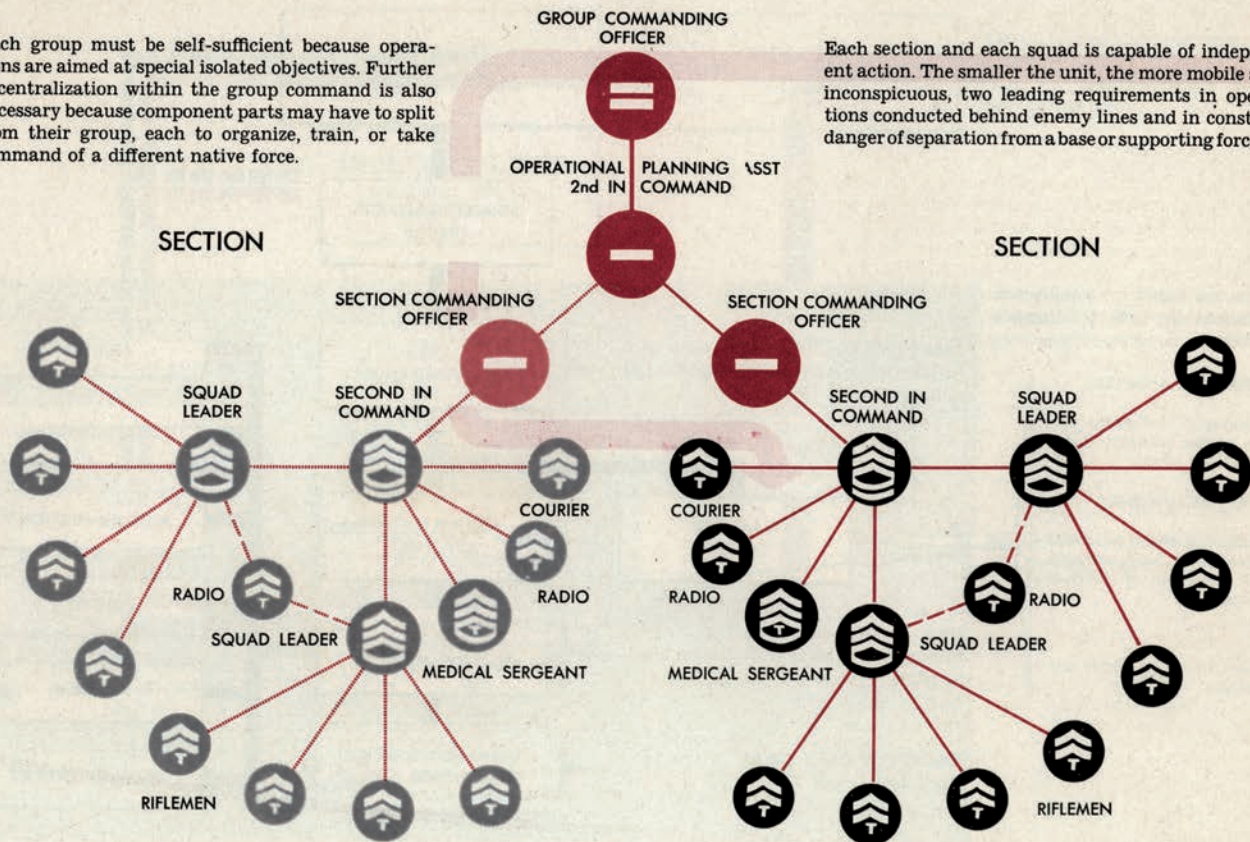 GROUP COMMANDING
OFFICER
ch group must be self-sufficient because opera-
ns are aimed at special isolated objectives. Further
centralization within the group command is also
cessary because component parts may have to split
om their group, each to organize, train, or take
mmand of a different native force.
Each section and each squad is capable of indep
ent action. The smaller the unit, the more mobile
inconspicuous, two leading requirements in ope
tions conducted behind enemy lines and in const
danger of separation from a base or supporting forc
OPERATIONAL PLANNING ASST
2nd IN COMMAND
SECTION
SECTION
SECTION COMMANDING
OFFICER
SECTION COMMANDING
OFFICER
SQUAD
LEADER
SECOND IN
COMMAND
SECOND IN
COMMAND
SQUAD
LEADER
COURIER
COURIER
RADIO
RADIO
RADIO
RADIO
SQUAD LEADER
SQUAD LEADER
MEDICAL SERGEANT
MEDICAL SERGEANT
RIFLEMEN
RIFLEMEN